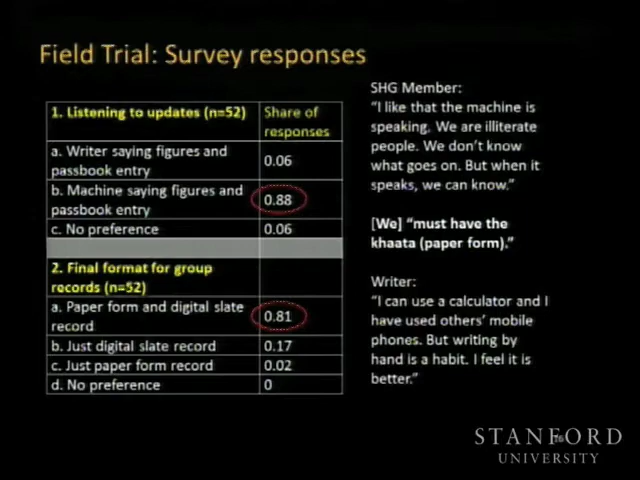 Field Trial: Survey responses
1. Listening to updates (n=52)
Share of
responses
a. Writer saying figures and
passbook entry
0.06
b. Machine saying figures and
passbook entry
0.88
c. No preference
0.06
2. Final format for group
records (n=52)
a. Paper form and digital slate
record
0.81
b. Just digital slate record
0.17
c. Just paper form record
0.02
d. No preference
0
SHG Member:
“I like that the machine is
speaking. We are illiterate
people. We don’t know
what goes on. But when it
speaks, we can know.”
[We] “must have the
khaata (paper form).”
Writer:
“I can use a calculator and I
have used others’ mobile
phones. But writing by
hand is a habit. I feel it is
better.”
STANFORD
UNIVERSITY